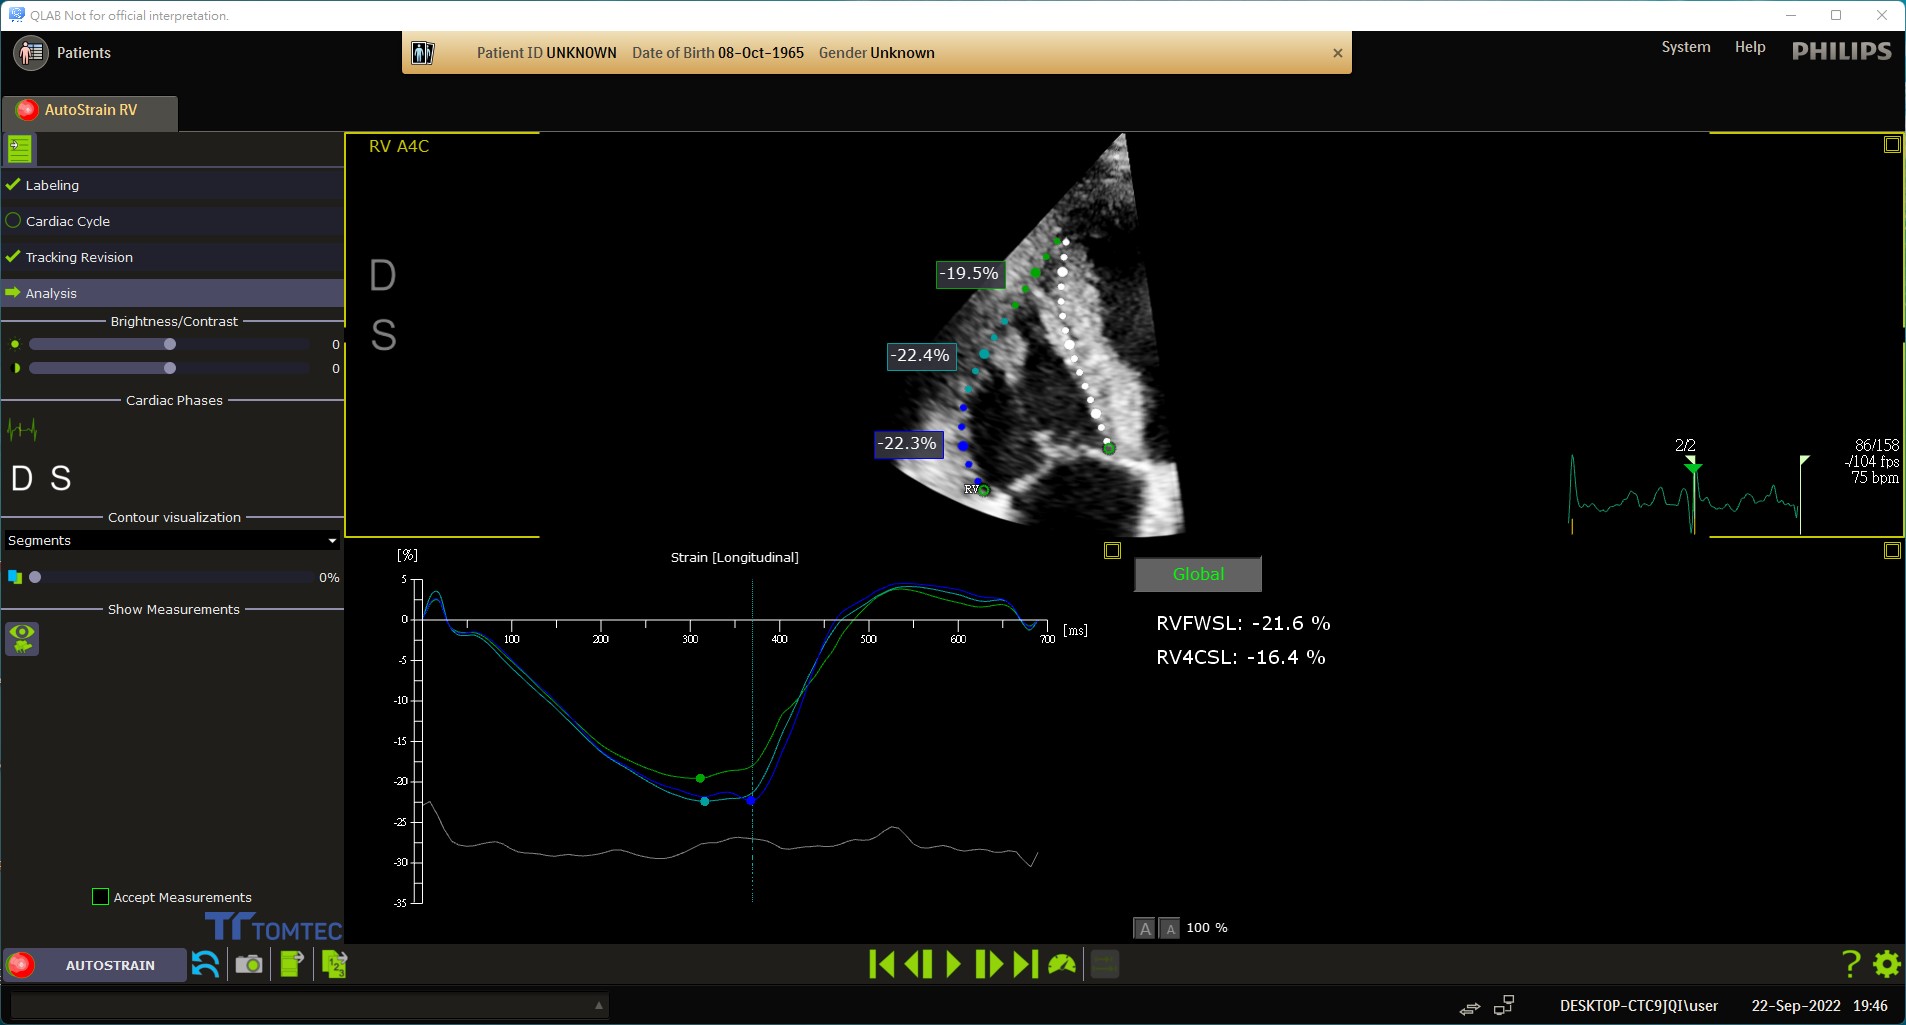 QLAB Not for official interpretation.
Patients
Patient ID UNKNOWN Date of Birth 08-Oct-1965 Gender Unknown
System Help PHILIPS
AutoStrain RV
Labeling
Cardiac Cycle
Tracking Revision
Analysis
Brightness/Contrast
0
0
Cardiac Phases
D S
Contour visualization
Segments
0%
Show Measurements
Accept Measurements
TOMTEC
AUTOSTRAIN
RV A4C
D
S
-19.5%
-22.4%
-22.3%
RV
2/2
86/158
-/104 fps
75 bpm
[%]
Strain [Longitudinal]
5
0
-5
-10
-15
-20
-25
-30
-35
100 200 300 400 500 600 700 [ms]
Global
RVFWSL: -21.6 %
RV4CSL: -16.4 %
A A 100 %
123
?
DESKTOP-CTC9JQI\user 22-Sep-2022 19:46